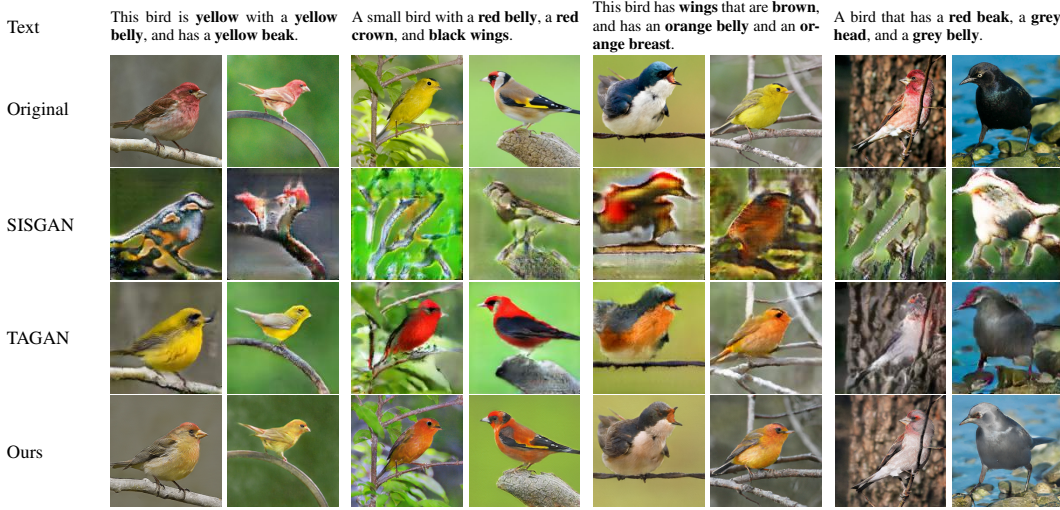 Text
This bird is yellow with a yellow
belly, and has a yellow beak.
A small bird with a red belly, a red
crown, and black wings.
This bird has wings that are brown,
and has an orange belly and an or-
ange breast.
A bird that has a red beak, a grey
head, and a grey belly.
Original
SISGAN
TAGAN
Ours